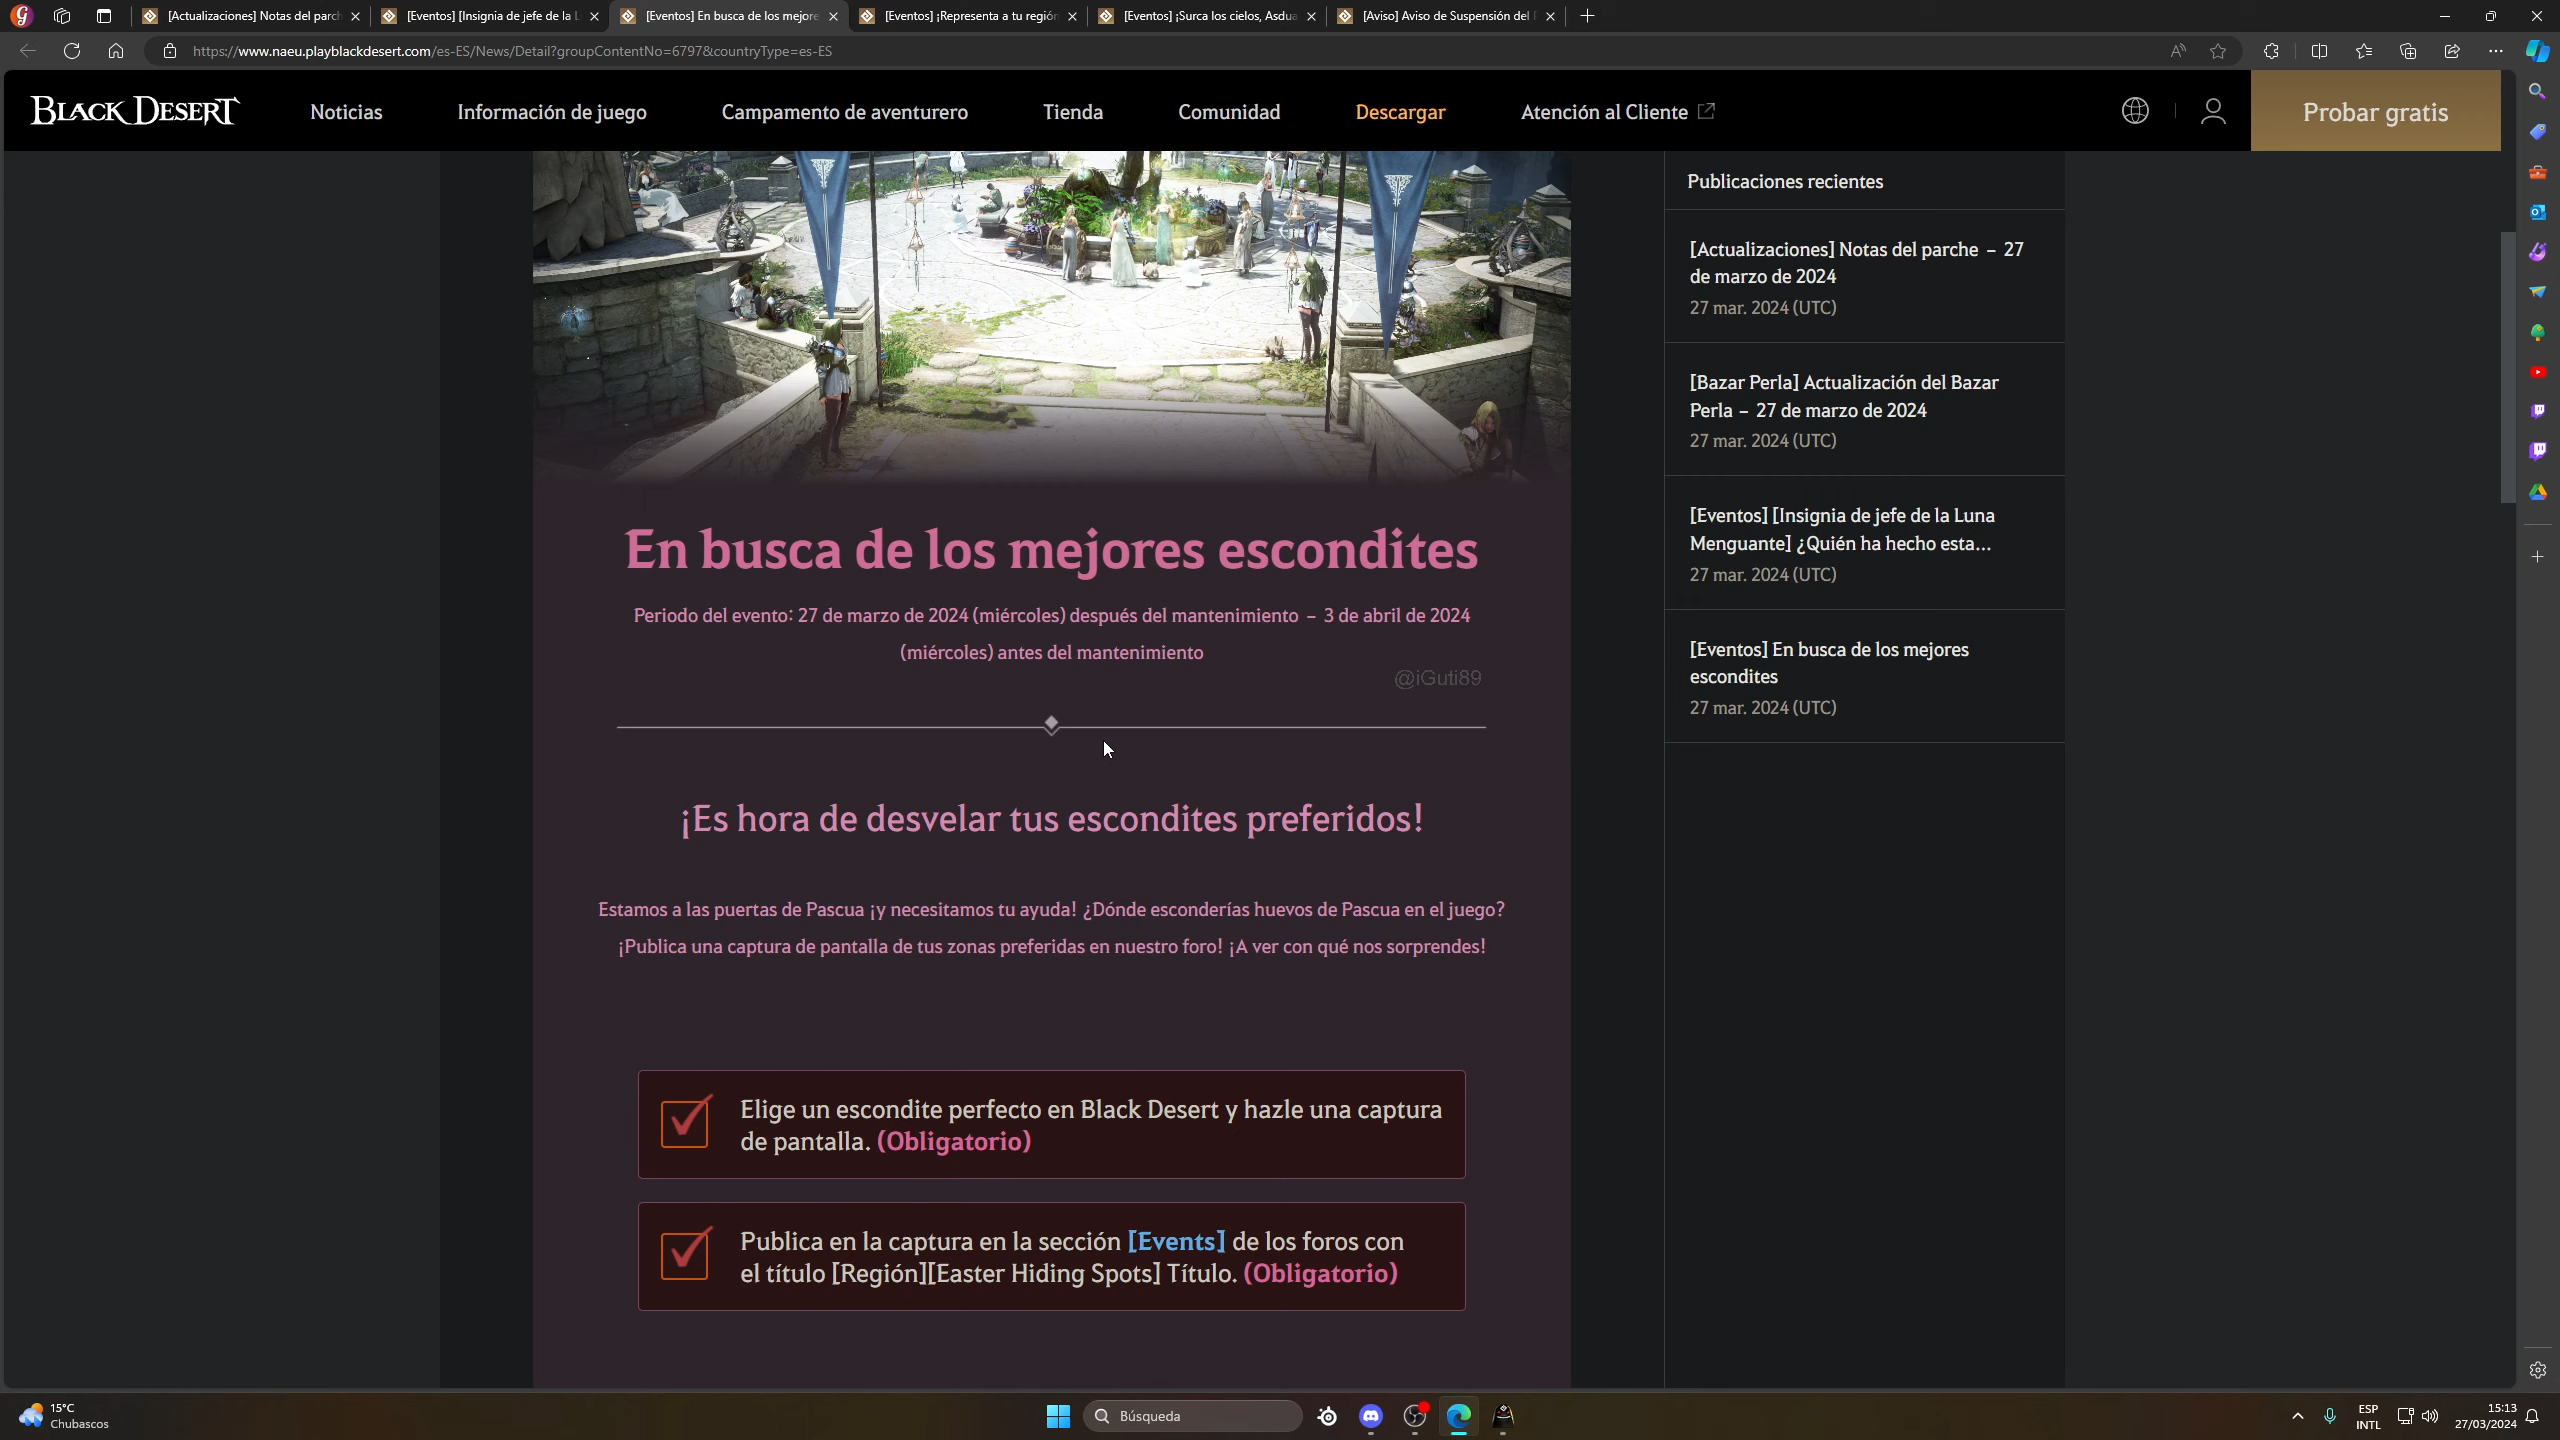 [Actualizaciones] Notas del parch
[Eventos] [Insignia de jefe de la L
[Eventos] En busca de los mejore
[Eventos] ¡Representa a tu región
[Eventos] ¡Surca los cielos, Asdua
[Aviso] Aviso de Suspensión del
https://www.naeu.playblackdesert.com/es-ES/News/Detail?groupContentNo=6797&countryType=es-ES
BLACK DESERT
Noticias
Información de juego
Campamento de aventurero
Tienda
Comunidad
Descargar
Atención al Cliente
Probar gratis
En busca de los mejores escondites
Periodo del evento: 27 de marzo de 2024 (miércoles) después del mantenimiento – 3 de abril de 2024
(miércoles) antes del mantenimiento
@iGuti89
¡Es hora de desvelar tus escondites preferidos!
Estamos a las puertas de Pascua ¡y necesitamos tu ayuda! ¿Dónde esconderías huevos de Pascua en el juego?
¡Publica una captura de pantalla de tus zonas preferidas en nuestro foro! ¡A ver con qué nos sorprendes!
Elige un escondite perfecto en Black Desert y hazle una captura
de pantalla. (Obligatorio)
Publica en la captura en la sección [Events] de los foros con
el título [Región][Easter Hiding Spots] Título. (Obligatorio)
Publicaciones recientes
[Actualizaciones] Notas del parche – 27
de marzo de 2024
27 mar. 2024 (UTC)
[Bazar Perla] Actualización del Bazar
Perla – 27 de marzo de 2024
27 mar. 2024 (UTC)
[Eventos] [Insignia de jefe de la Luna
Menguante] ¿Quién ha hecho esta...
27 mar. 2024 (UTC)
[Eventos] En busca de los mejores
escondites
27 mar. 2024 (UTC)
15°C
Chubascos
Búsqueda
ESP
INTL
15:13
27/03/2024